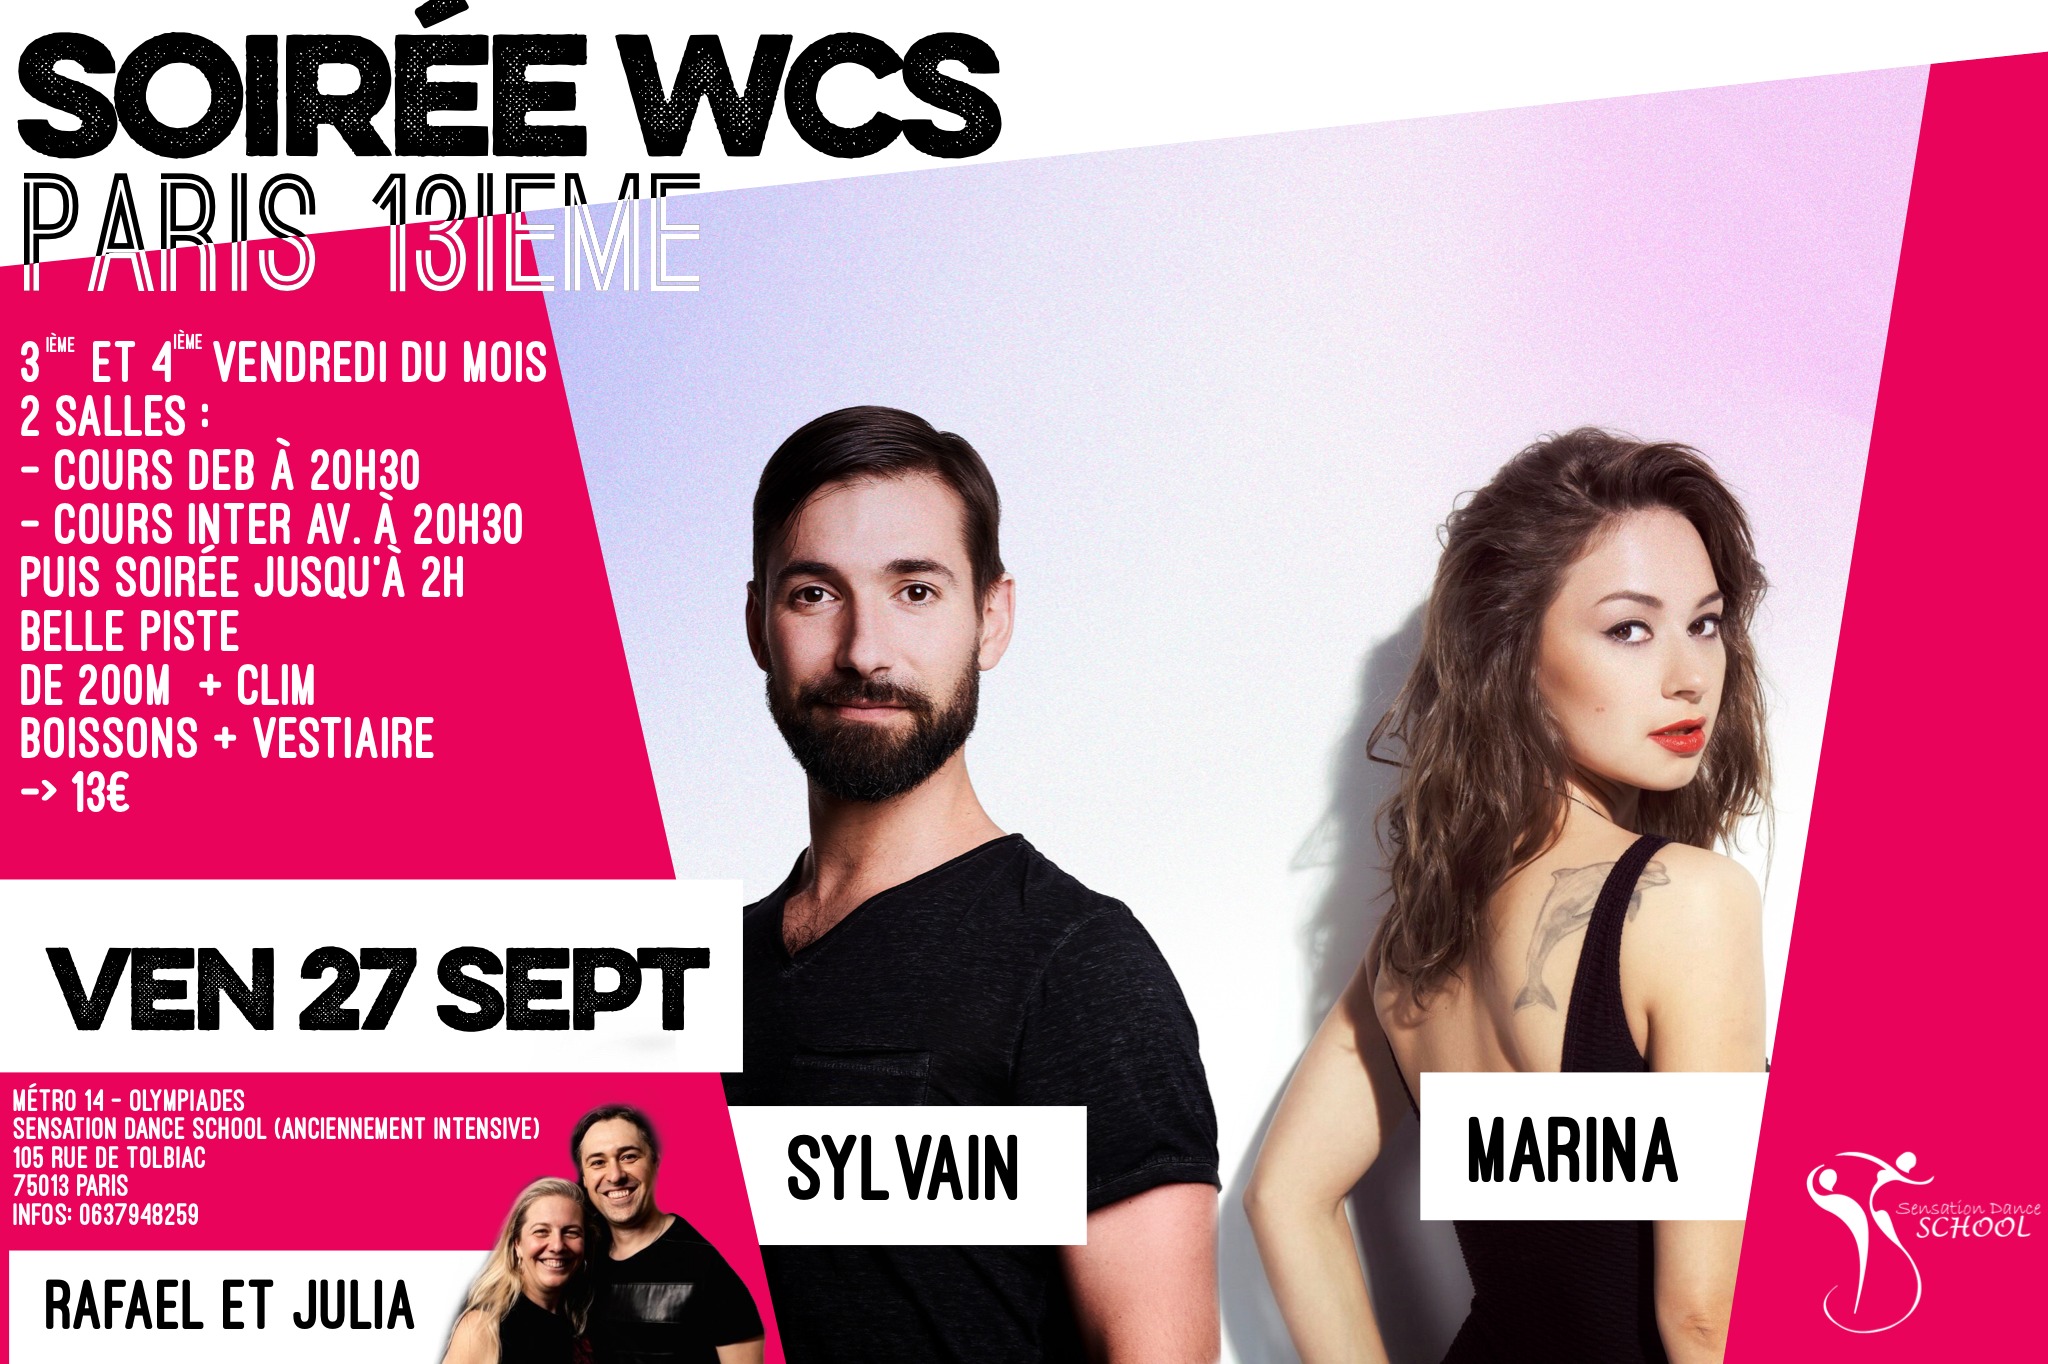 SOIRÉE WCS
PARIS 13IEME
3IÈME ET 4IÈME VENDREDI DU MOIS
2 SALLES :
- COURS DEB À 20H30
- COURS INTER AV. À 20H30
PUIS SOIRÉE JUSQU'À 2H
BELLE PISTE
DE 200M + CLIM
BOISSONS + VESTIAIRE
-> 13€
VEN 27 SEPT
MÉTRO 14 - OLYMPIADES
SENSATION DANCE SCHOOL (ANCIENNEMENT INTENSIVE)
105 RUE DE TOLBIAC
75013 PARIS
INFOS: 0637948259
RAFAEL ET JULIA
SYLVAIN
MARINA
Sensation Dance
SCHOOL